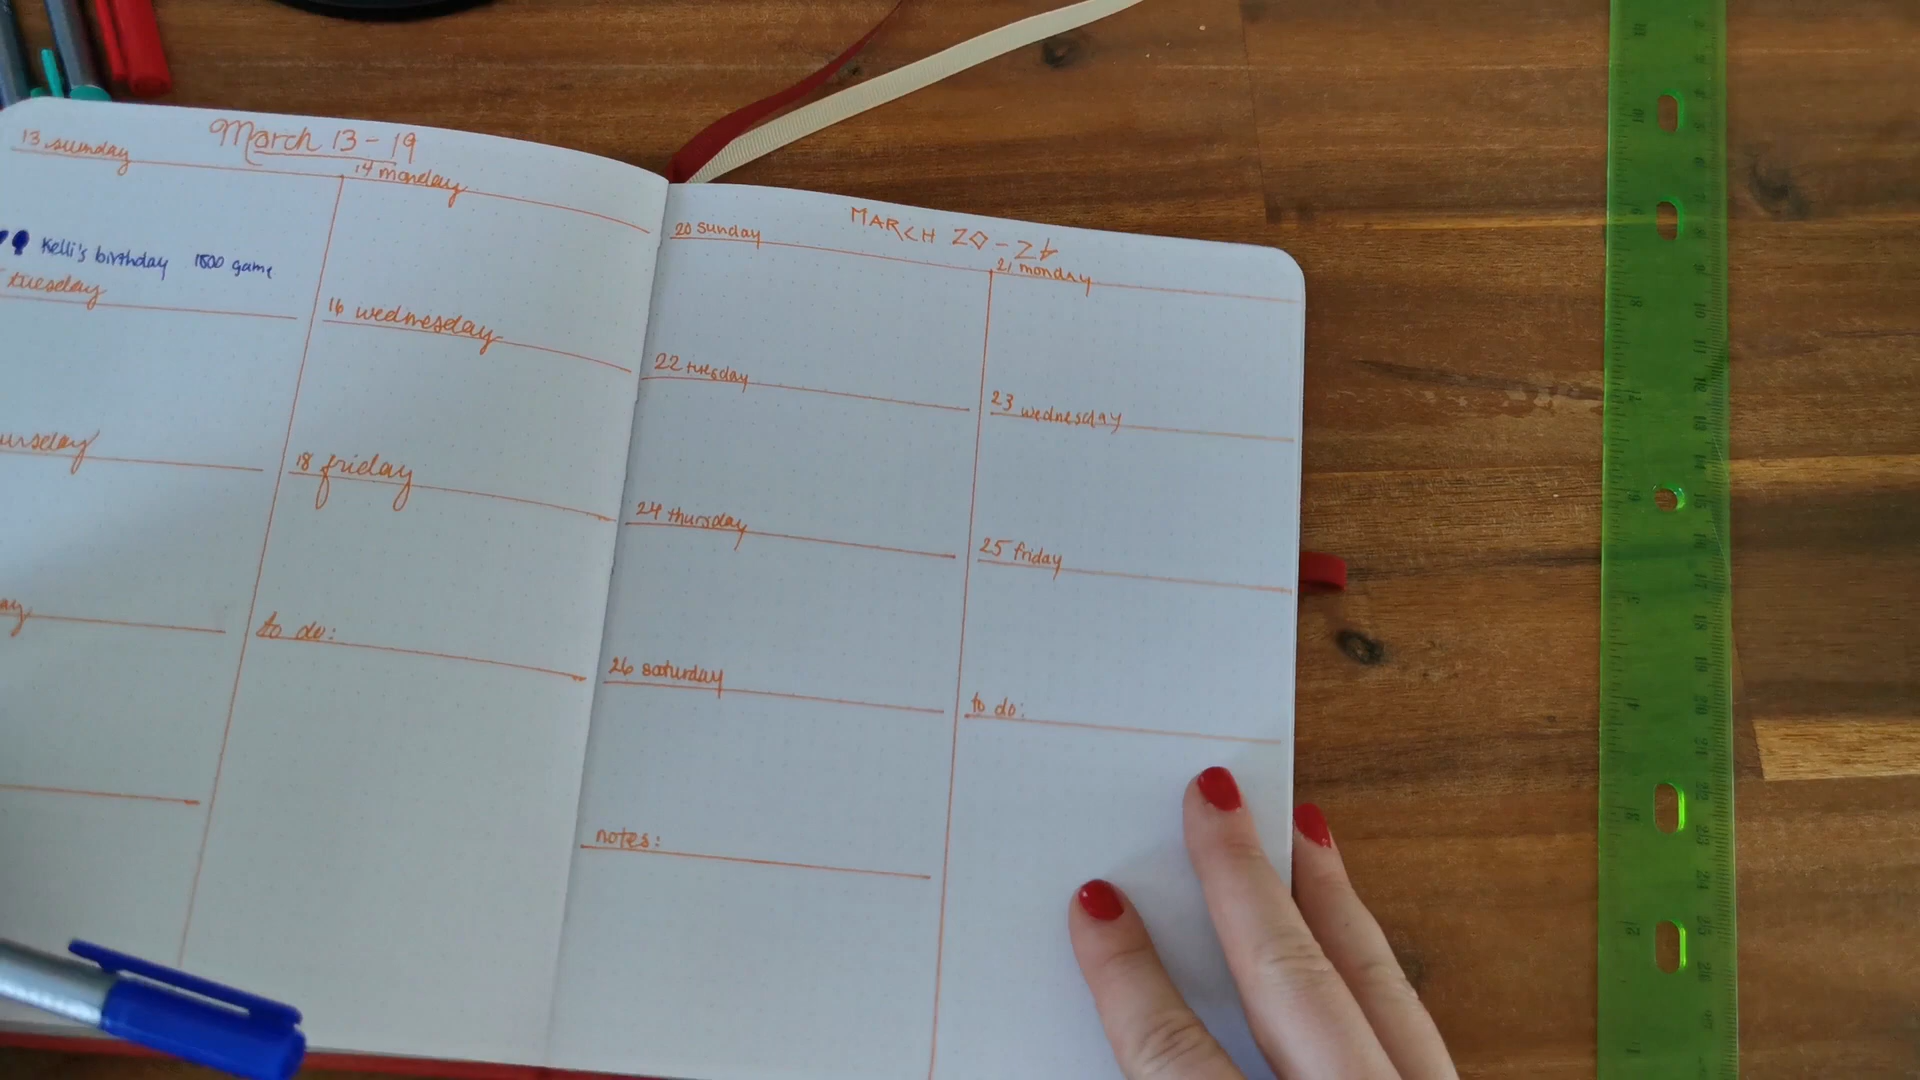 March 13-19
13 sunday
14 monday
Kelli's birthday 1500 game
tuesday
16 wednesday
ursday
18 friday
ay
to do:
MARCH 20-26
20 sunday
21 monday
22 tuesday
23 wednesday
24 thursday
25 friday
26 saturday
to do:
notes: